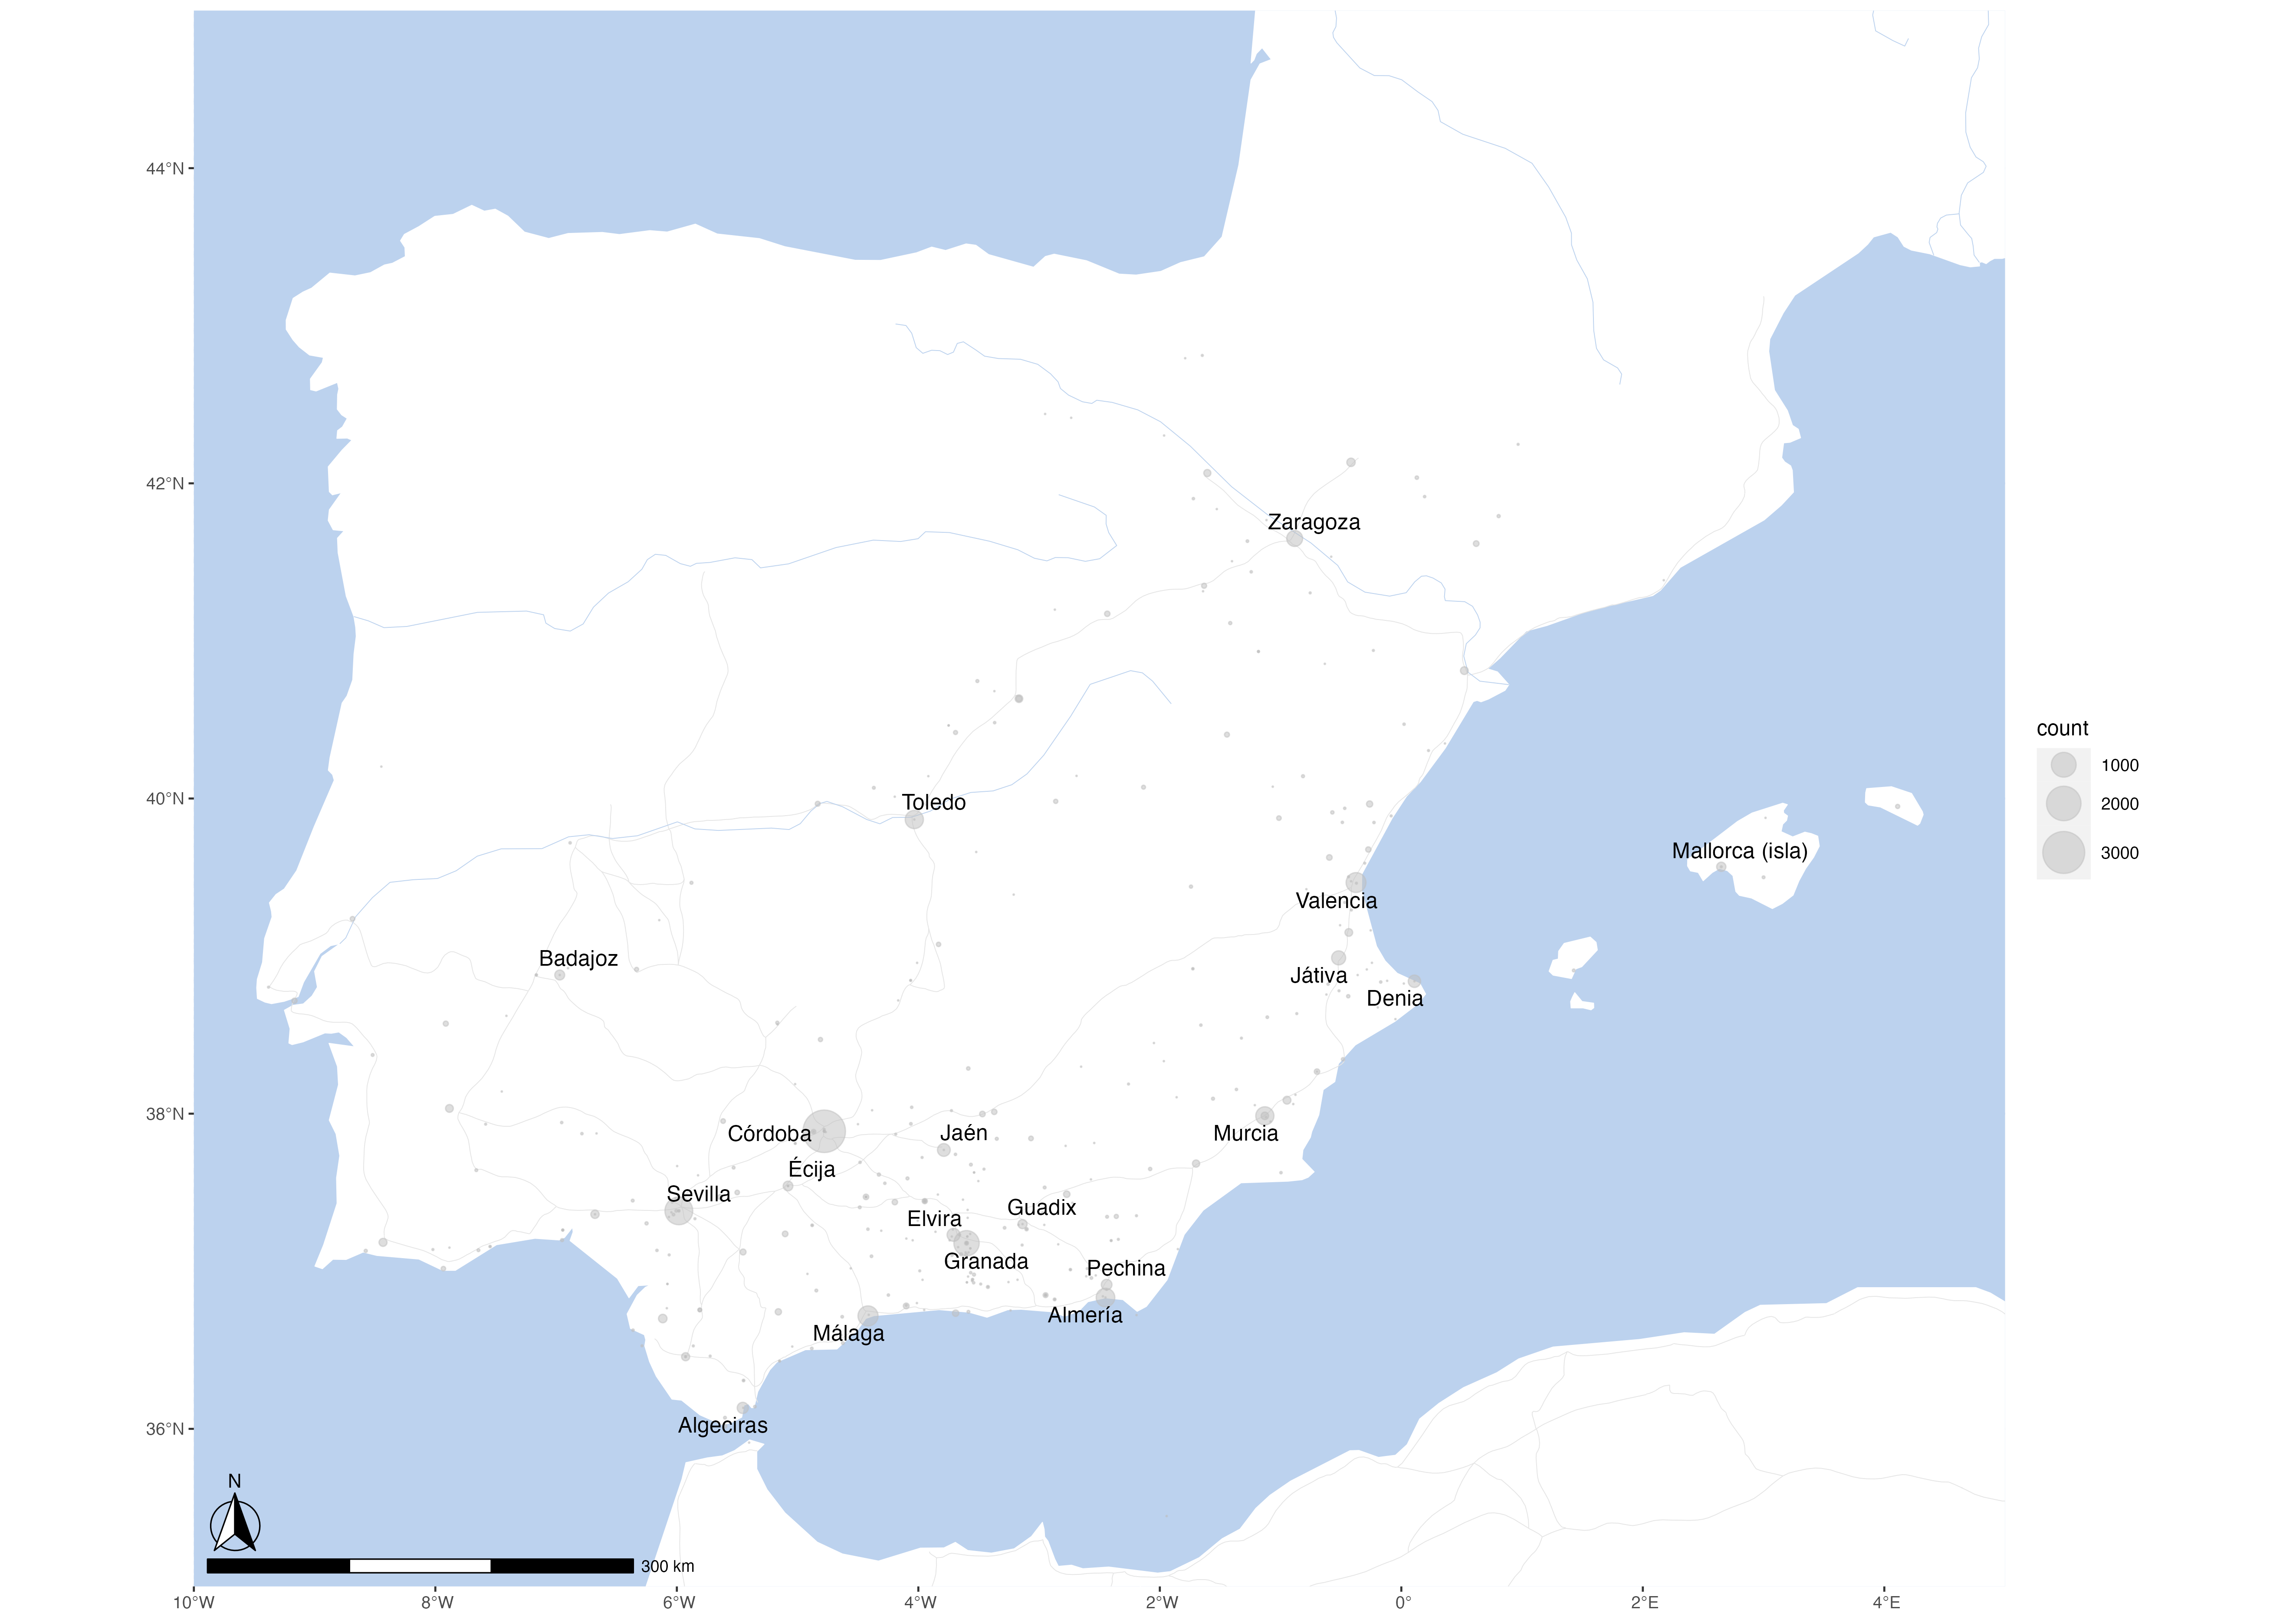 44°N
42°N
40°N
38°N
36°N
Zaragoza
Toledo
Mallorca (isla)
Valencia
Badajoz
Játiva
Denia
Córdoba
Jaén
Murcia
Écija
Sevilla
Guadix
Elvira
Granada
Pechina
Almería
Málaga
Algeciras
N
300 km
10°W
8°W
6°W
4°W
2°W
0°
2°E
4°E
count
1000
2000
3000